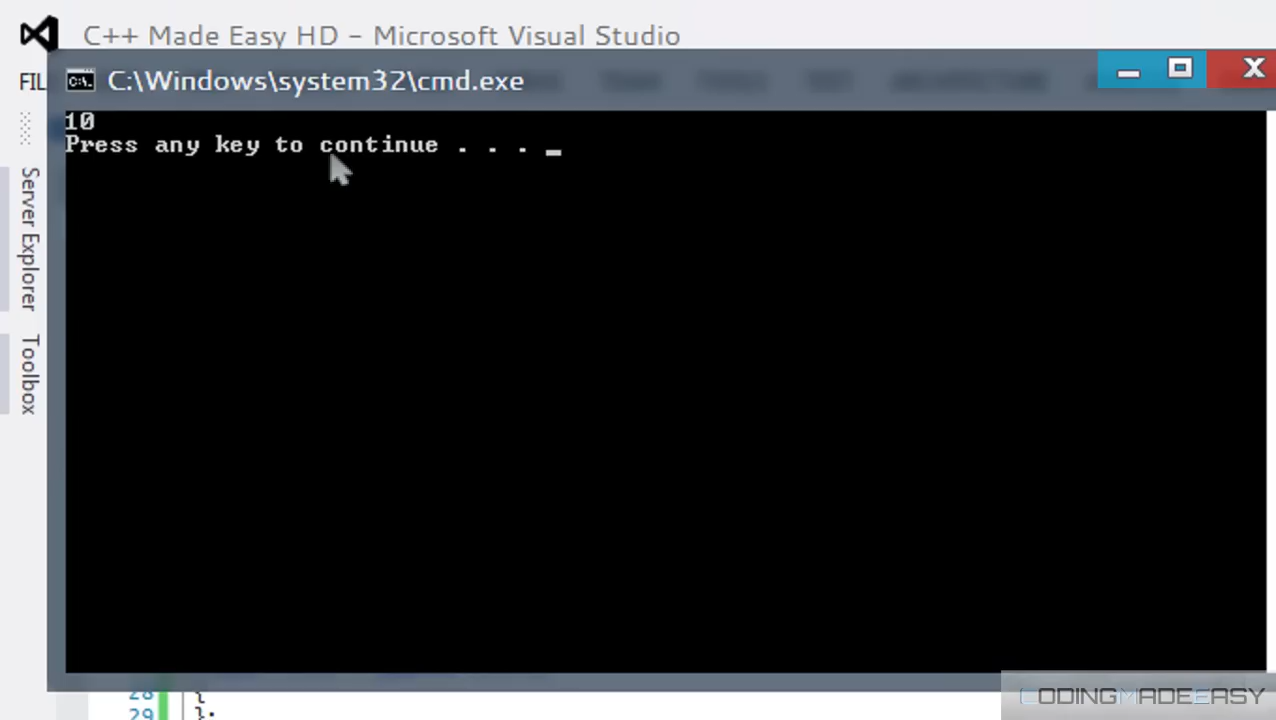 C++ Made Easy HD - Microsoft Visual Studio
FIL
C:\Windows\system32\cmd.exe
10
Press any key to continue . . . _
Server Explorer
Toolbox
28 {
29 };
CODINGMADEEASY